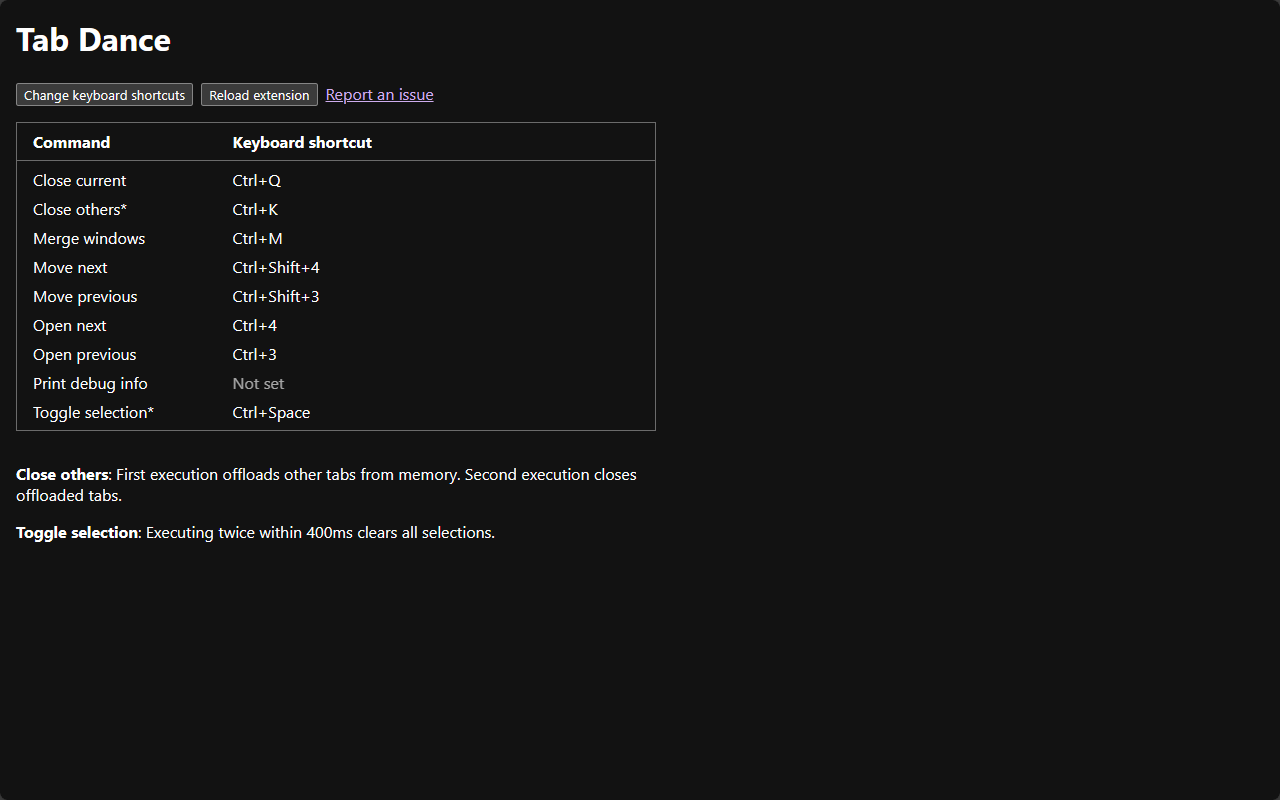 Tab Dance
Change keyboard shortcuts Reload extension Report an issue
Command Keyboard shortcut
Close current Ctrl+Q
Close others* Ctrl+K
Merge windows Ctrl+M
Move next Ctrl+Shift+4
Move previous Ctrl+Shift+3
Open next Ctrl+4
Open previous Ctrl+3
Print debug info Not set
Toggle selection* Ctrl+Space
Close others: First execution offloads other tabs from memory. Second execution closes
offloaded tabs.
Toggle selection: Executing twice within 400ms clears all selections.